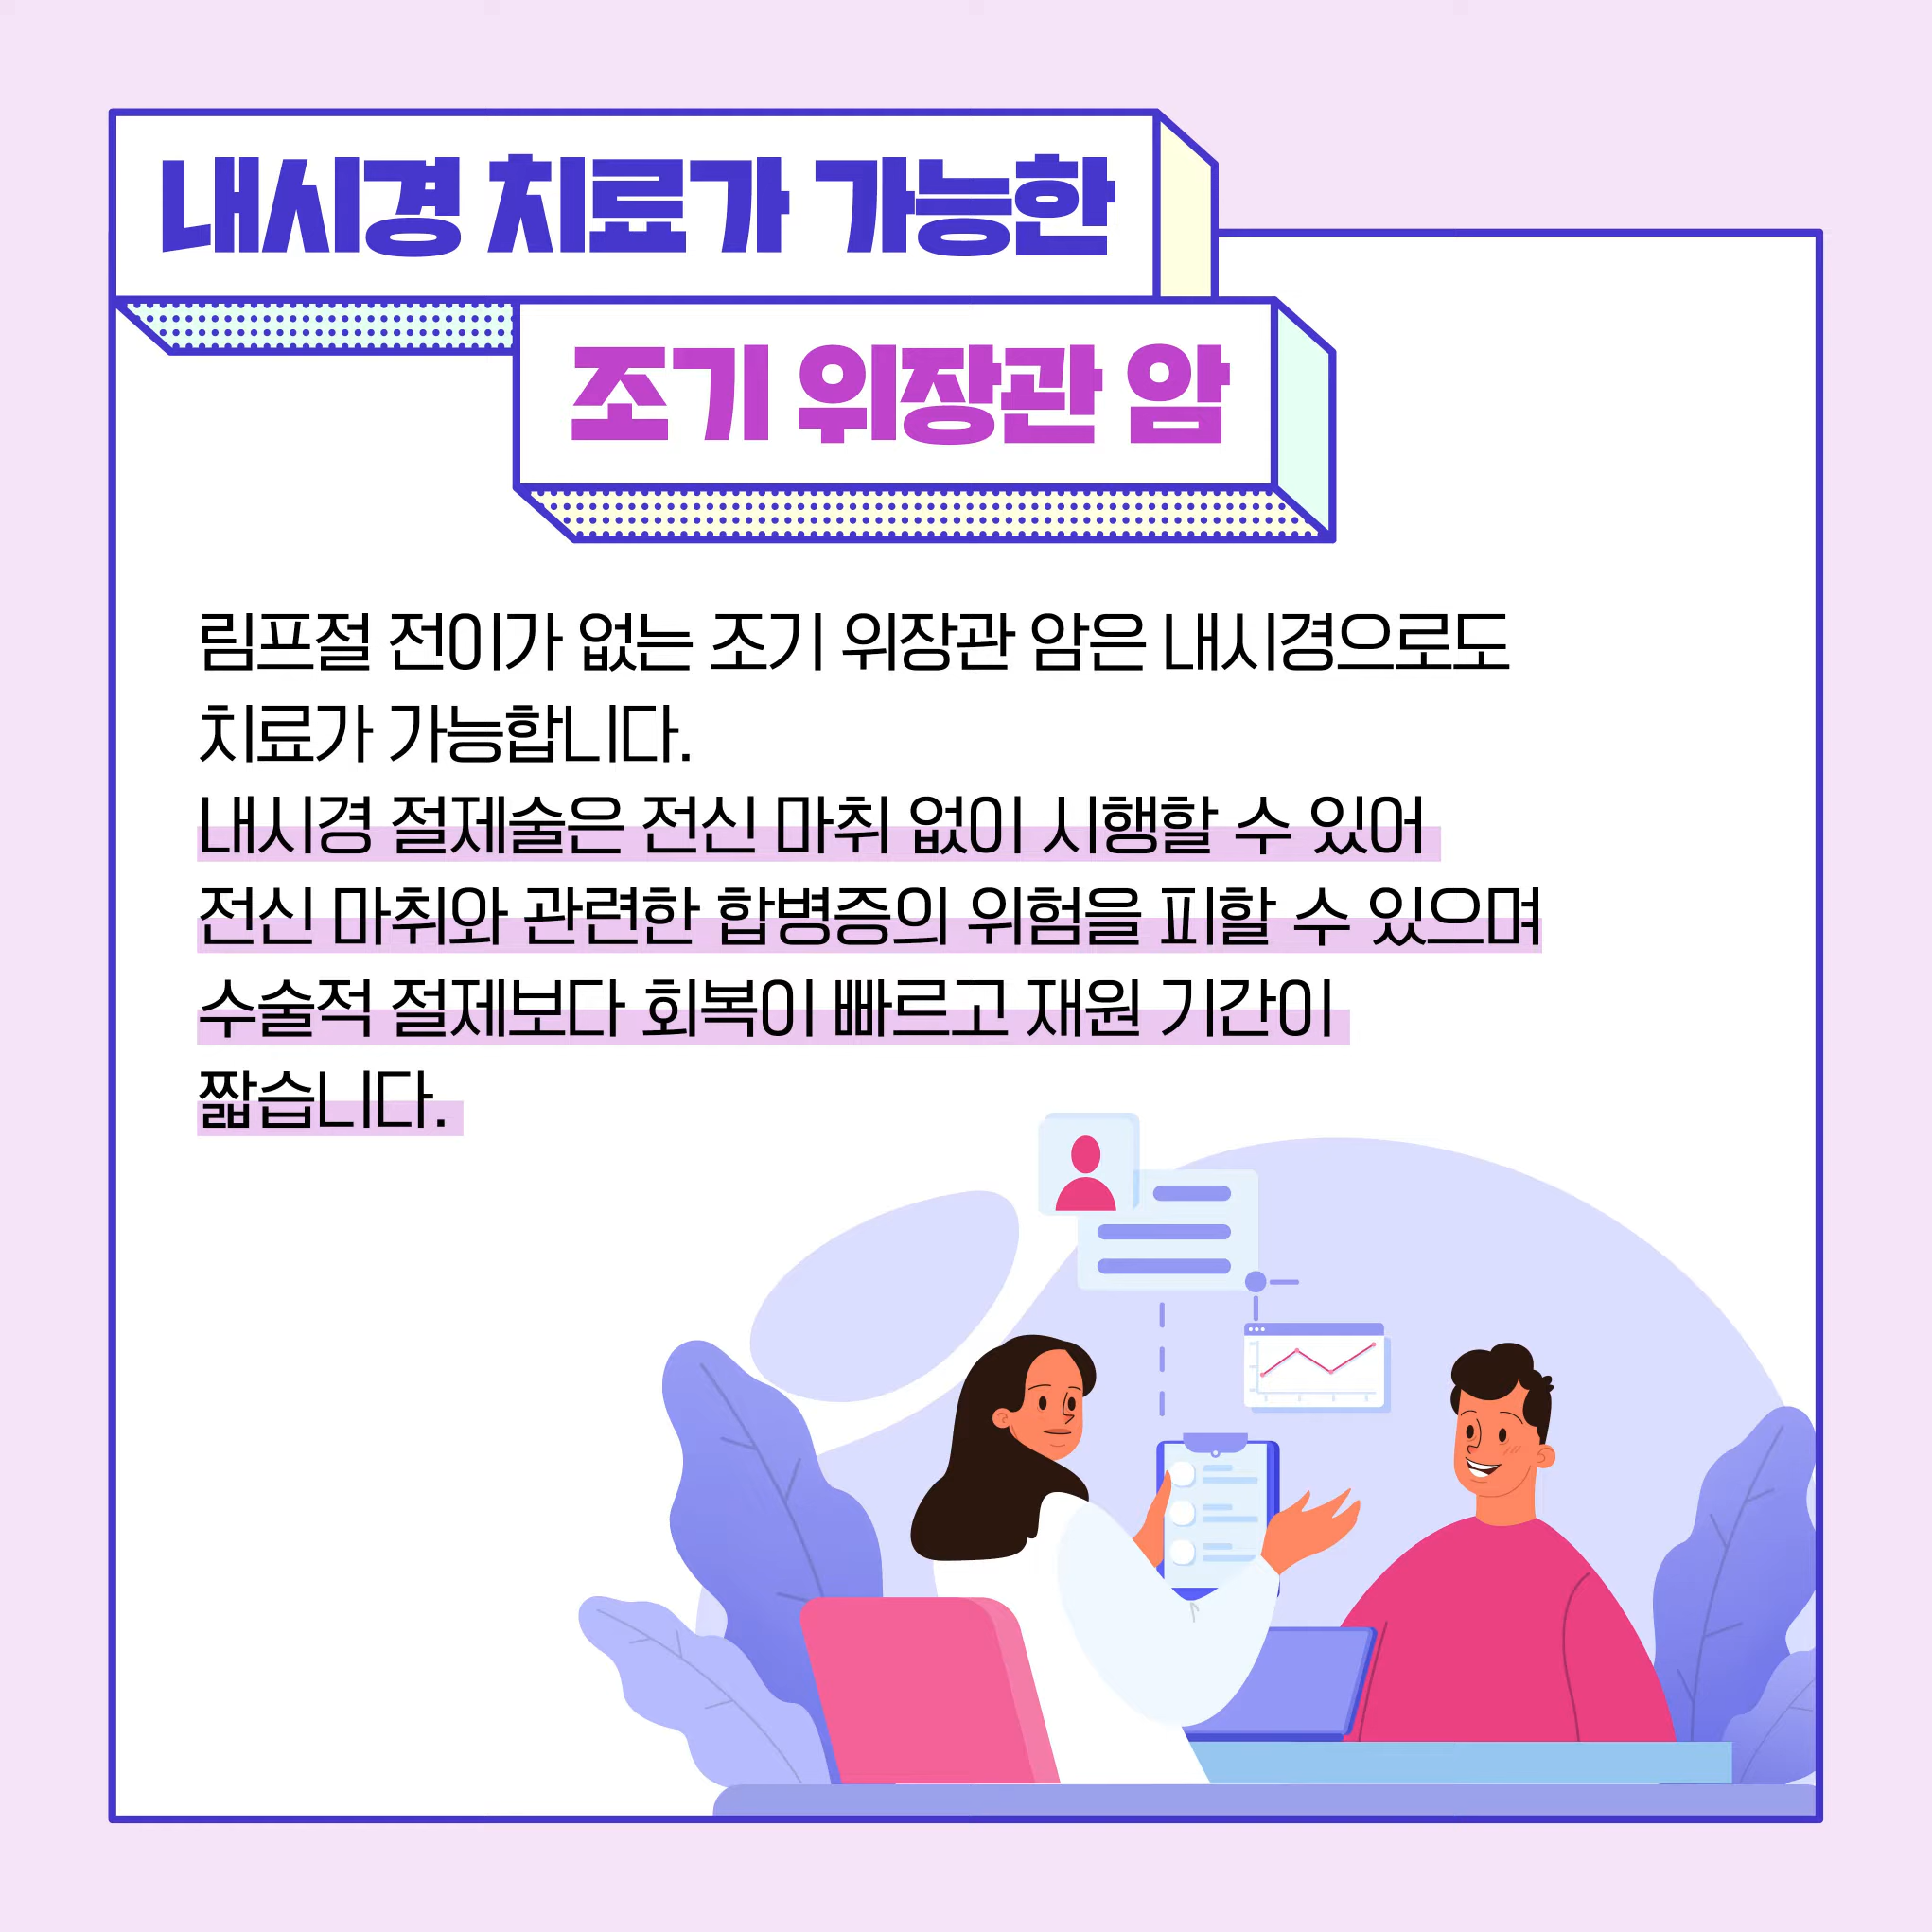 내시경 치료가 가능한
조기 위장관 암
림프절 전이가 없는 조기 위장관 암은 내시경으로도
치료가 가능합니다.
내시경 절제술은 전신 마취 없이 시행할 수 있어
전신 마취와 관련한 합병증의 위험을 피할 수 있으며
수술적 절제보다 회복이 빠르고 재원 기간이
짧습니다.